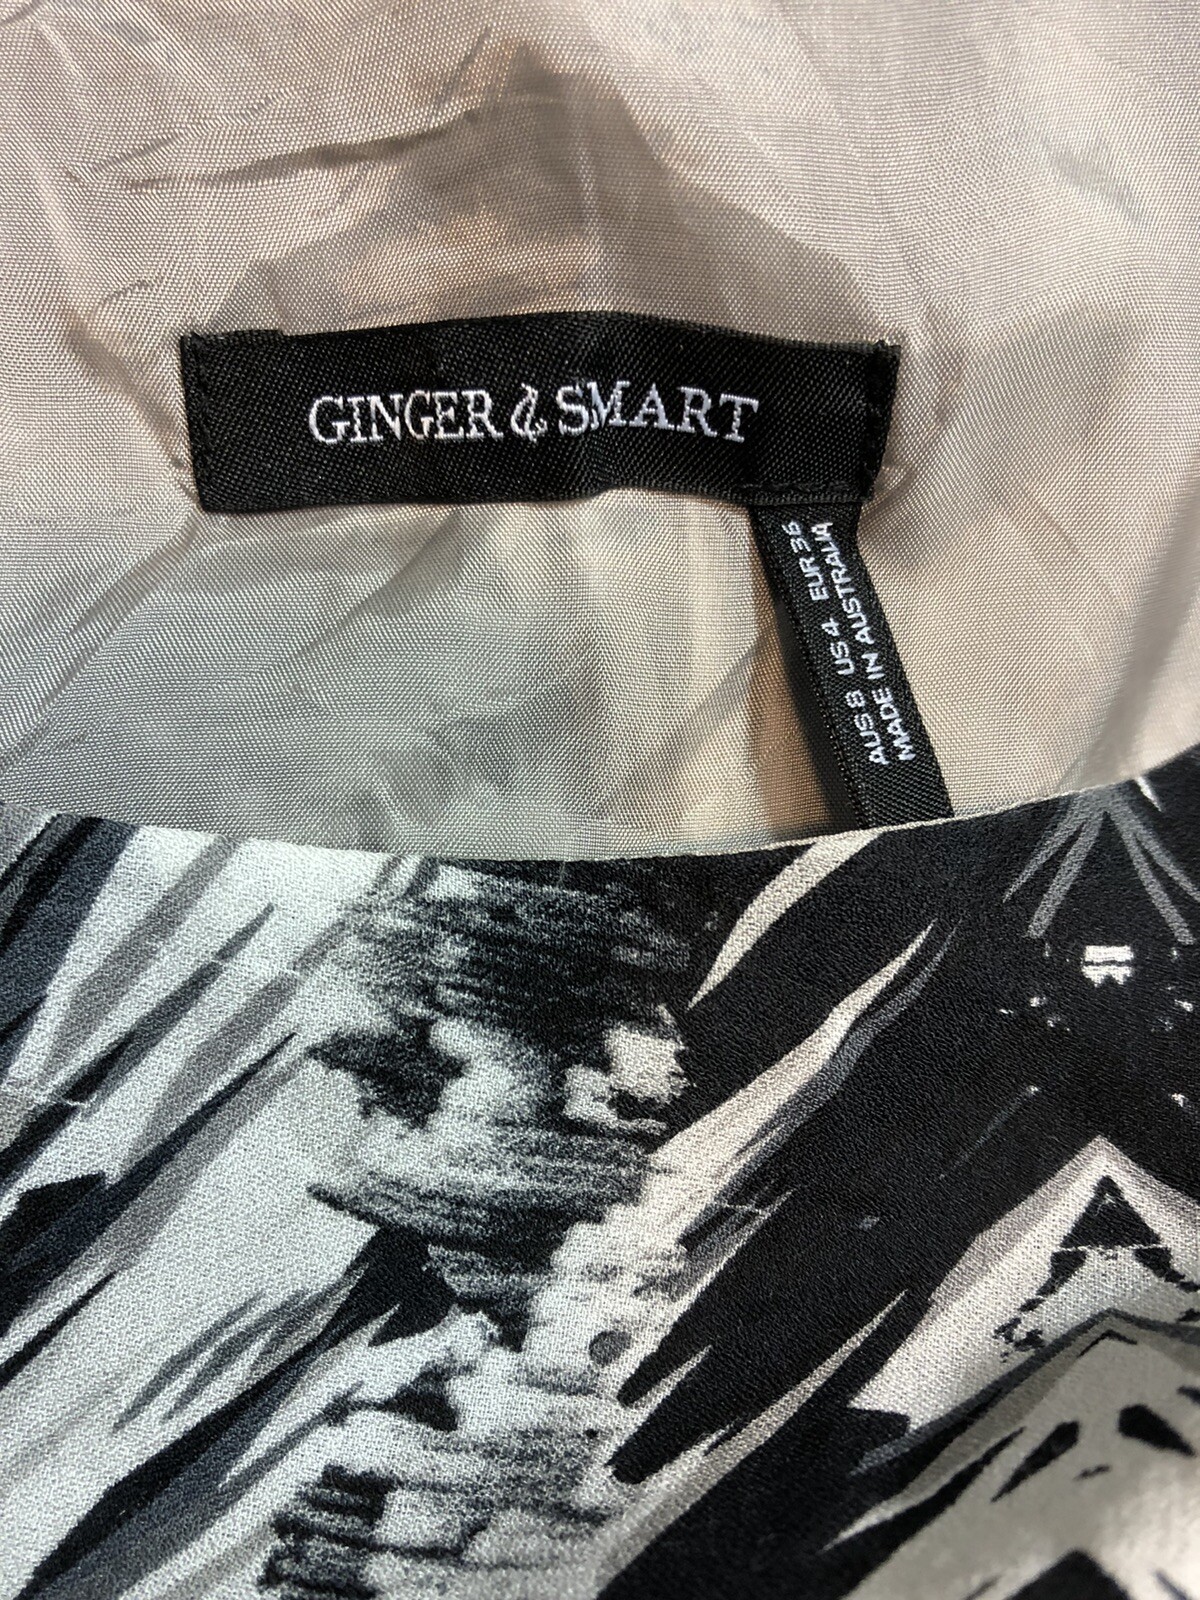 GINGER & SMART
AUS 8 US 4 EUR 36
MADE IN AUSTRALIA